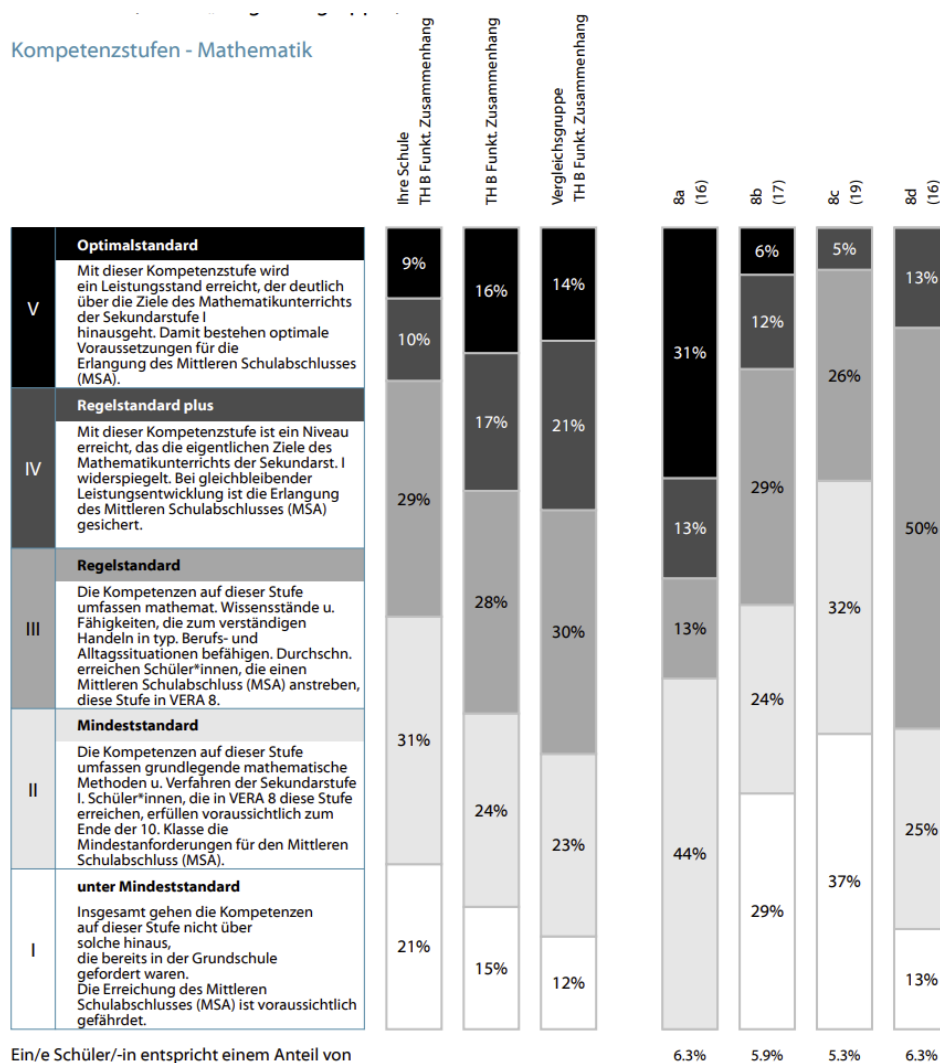 Kompetenzstufen - Mathematik
Ihre Schule
TH B Funkt. Zusammenhang
TH B Funkt. Zusammenhang
Vergleichsgruppe
TH B Funkt. Zusammenhang
8a
(16)
8b
(17)
8c
(19)
8d
(16)
V
Optimalstandard
Mit dieser Kompetenzstufe wird
ein Leistungsstand erreicht, der deutlich
über die Ziele des Mathematikunterrichts
der Sekundarstufe I
hinausgeht. Damit bestehen optimale
Voraussetzungen für die
Erlangung des Mittleren Schulabschlusses
(MSA).
IV
Regelstandard plus
Mit dieser Kompetenzstufe ist ein Niveau
erreicht, das die eigentlichen Ziele des
Mathematikunterrichts der Sekundarst. I
widerspiegelt. Bei gleichbleibender
Leistungsentwicklung ist die Erlangung
des Mittleren Schulabschlusses (MSA)
gesichert.
III
Regelstandard
Die Kompetenzen auf dieser Stufe
umfassen mathemat. Wissensstände u.
Fähigkeiten, die zum verständigen
Handeln in typ. Berufs- und
Alltagssituationen befähigen. Durchschn.
erreichen Schüler*innen, die einen
Mittleren Schulabschluss (MSA) anstreben,
diese Stufe in VERA 8.
II
Mindeststandard
Die Kompetenzen auf dieser Stufe
umfassen grundlegende mathematische
Methoden u. Verfahren der Sekundarstufe
I. Schüler*innen, die in VERA 8 diese Stufe
erreichen, erfüllen voraussichtlich zum
Ende der 10. Klasse die
Mindestanforderungen für den Mittleren
Schulabschluss (MSA).
I
unter Mindeststandard
Insgesamt gehen die Kompetenzen
auf dieser Stufe nicht über
solche hinaus,
die bereits in der Grundschule
gefordert waren.
Die Erreichung des Mittleren
Schulabschlusses (MSA) ist voraussichtlich
gefährdet.
9%
10%
29%
31%
21%
16%
17%
28%
24%
15%
14%
21%
30%
23%
12%
31%
13%
13%
44%
6%
12%
29%
24%
29%
5%
26%
32%
37%
13%
50%
25%
13%
Ein/e Schüler/-in entspricht einem Anteil von
6.3%
5.9%
5.3%
6.3%